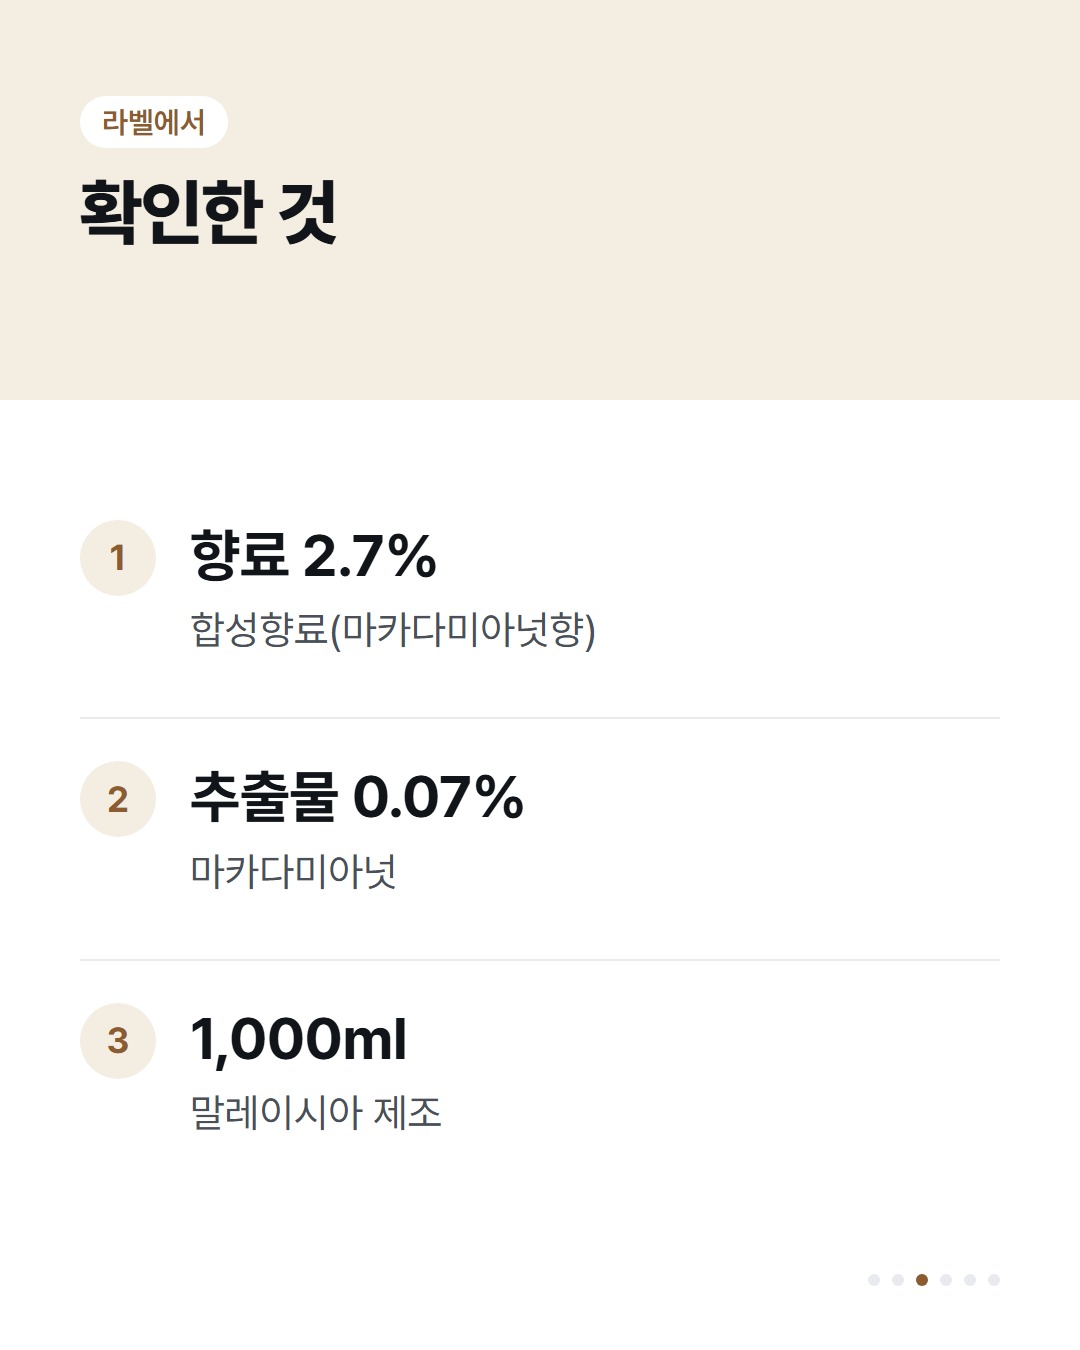 라벨에서
확인한 것
1
향료 2.7%
합성향료(마카다미아넛향)
2
추출물 0.07%
마카다미아넛
3
1,000ml
말레이시아 제조